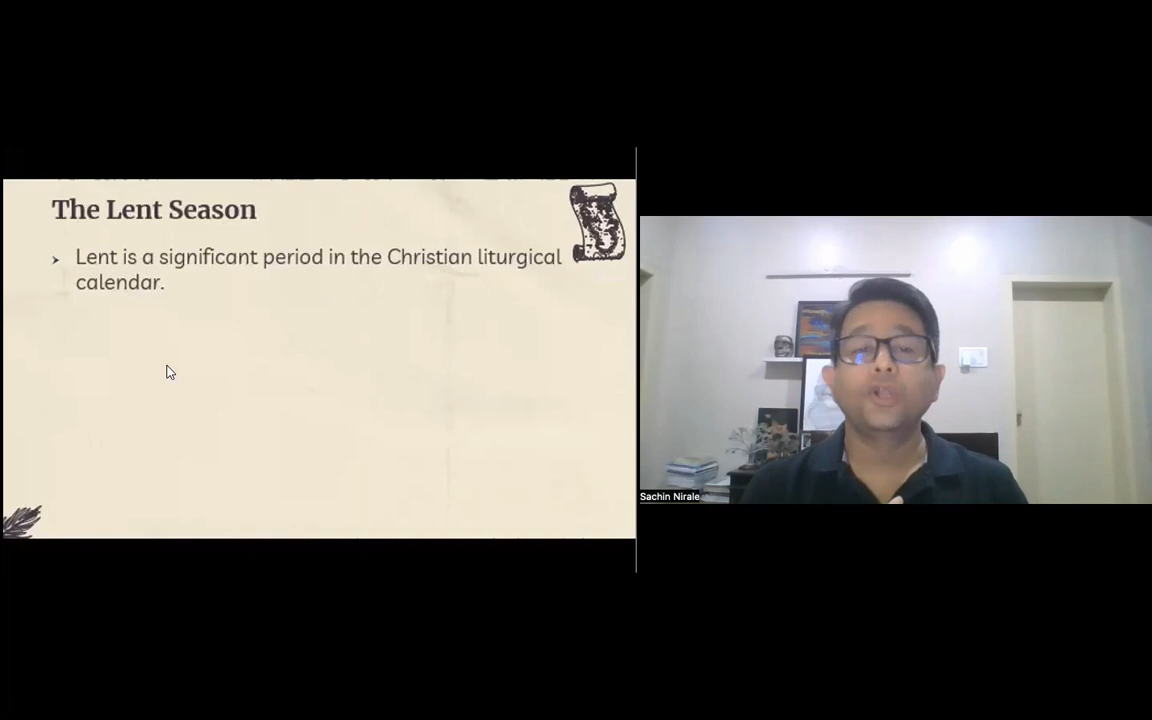 The Lent Season
Lent is a significant period in the Christian liturgical
calendar.
Sachin Nirale